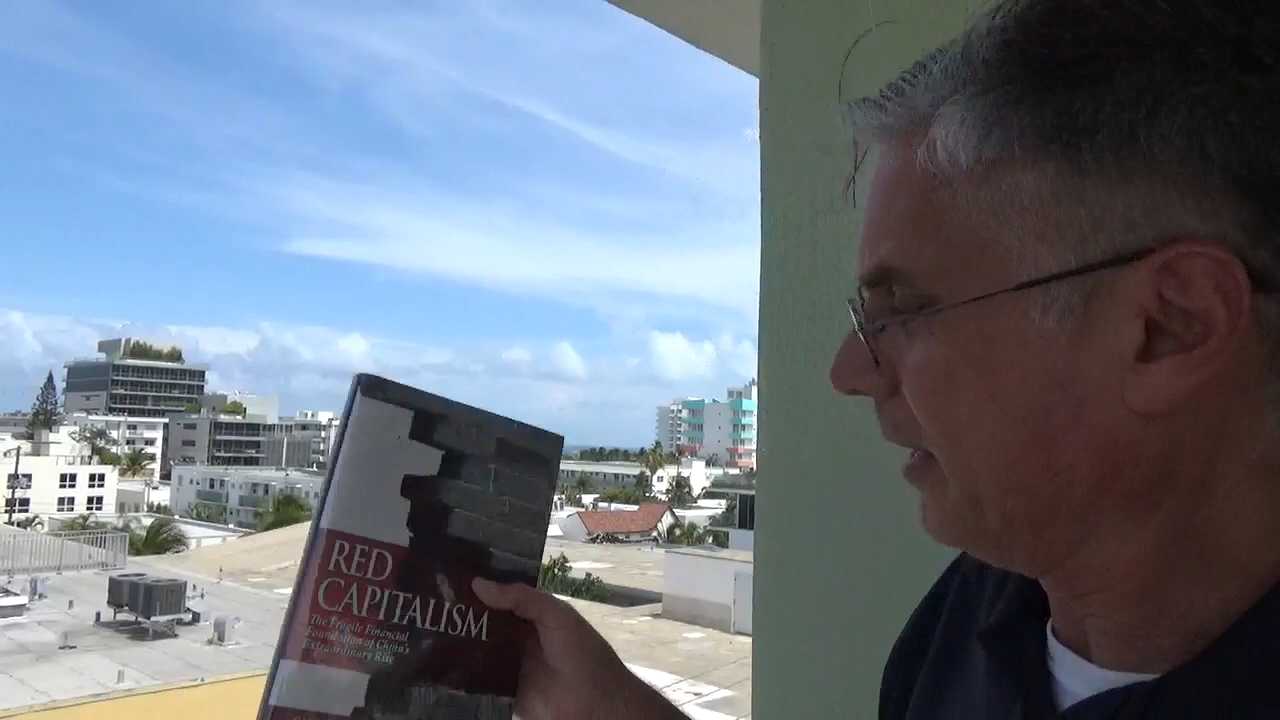 RED
CAPITALISM
The Fragile Financial
Foundation of China's
Extraordinary Rise